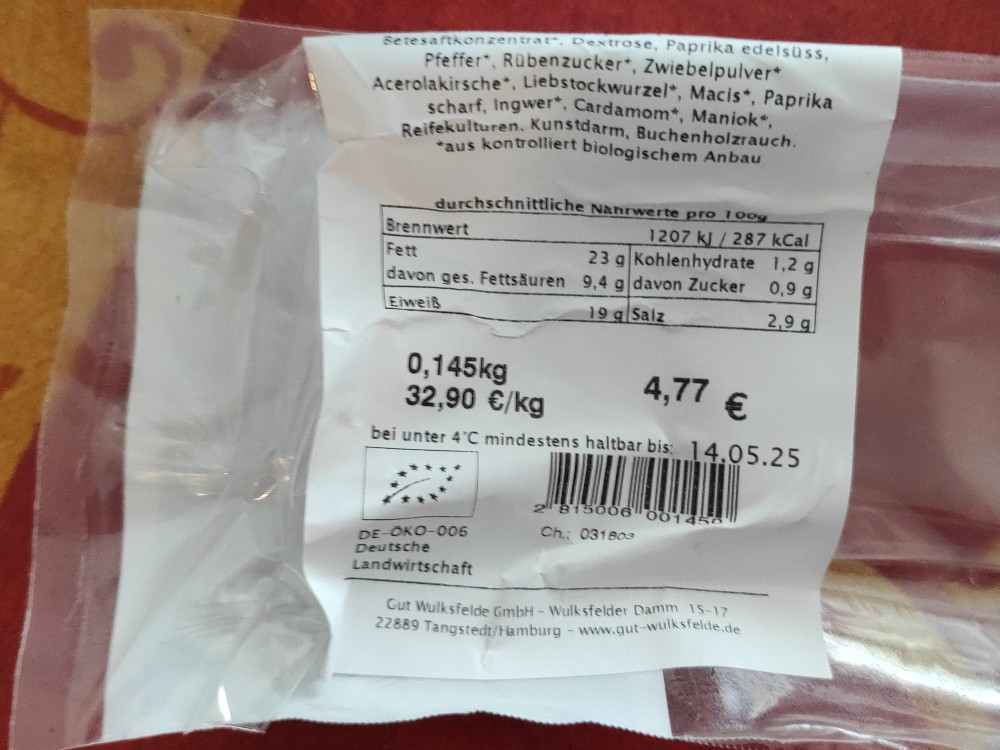 Betesaftkonzentrat*, Dextrose, Paprika edelsüss,
Pfeffer*, Rübenzucker*, Zwiebelpulver*
Acerolakirsche*, Liebstockwurzel*, Macis*, Paprika
scharf, Ingwer*, Cardamom*, Maniok*,
Reifekulturen. Kunstdarm, Buchenholzrauch.
*aus kontrolliert biologischem Anbau
durchschnittliche Nährwerte pro 100g
Brennwert 1207 kJ / 287 kCal
Fett 23 g Kohlenhydrate 1,2 g
davon ges. Fettsäuren 9,4 g davon Zucker 0,9 g
Eiweiß 19 g Salz 2,9 g
0,145kg
32,90 €/kg 4,77 €
bei unter 4°C mindestens haltbar bis: 14.05.25
2 815006 001450
DE-ÖKO-006
Deutsche
Landwirtschaft
Ch.: 031803
Gut Wulksfelde GmbH - Wulksfelder Damm 15-17
22889 Tangstedt/Hamburg - www.gut-wulksfelde.de